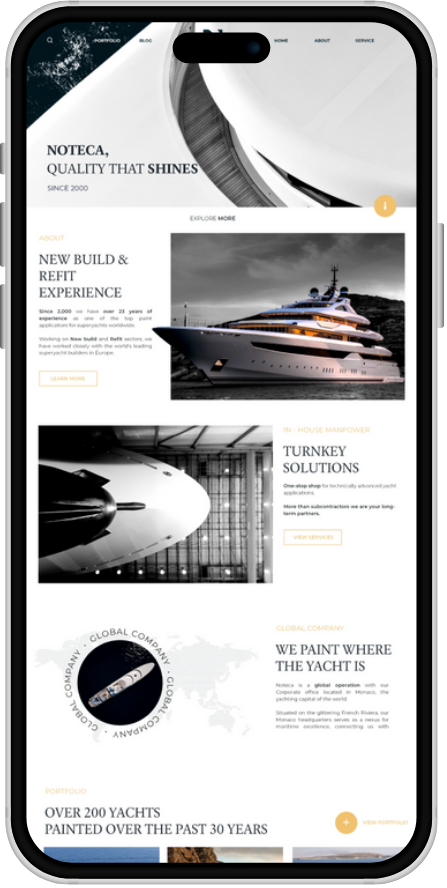 PORTFOLIO
BLOG
HOME
ABOUT
SERVICE
NOTECA,
QUALITY THAT SHINES
SINCE 2000
EXPLORE MORE
ABOUT
NEW BUILD &
REFIT
EXPERIENCE
Since 2,000 we have over 23 years of
experience as one of the top paint
applicators for superyachts worldwide.
Working on New build and Refit sectors, we
have worked closely with the world's leading
superyacht builders in Europe.
LEARN MORE
IN - HOUSE MANPOWER
TURNKEY
SOLUTIONS
One-stop shop for technically advanced yacht
applications.
More than subcontractors we are your long-
term partners.
VIEW SERVICES
GLOBAL COMPANY · GLOBAL COMPANY · GLOBAL COMPANY ·
GLOBAL COMPANY
WE PAINT WHERE
THE YACHT IS
Noteca is a global operation with our
Corporate office located in Monaco, the
yachting capital of the world.
Situated on the glittering French Riviera, our
Monaco headquarters serves as a nexus for
maritime excellence, connecting us with
PORTFOLIO
OVER 200 YACHTS
PAINTED OVER THE PAST 30 YEARS
VIEW PORTFOLIO